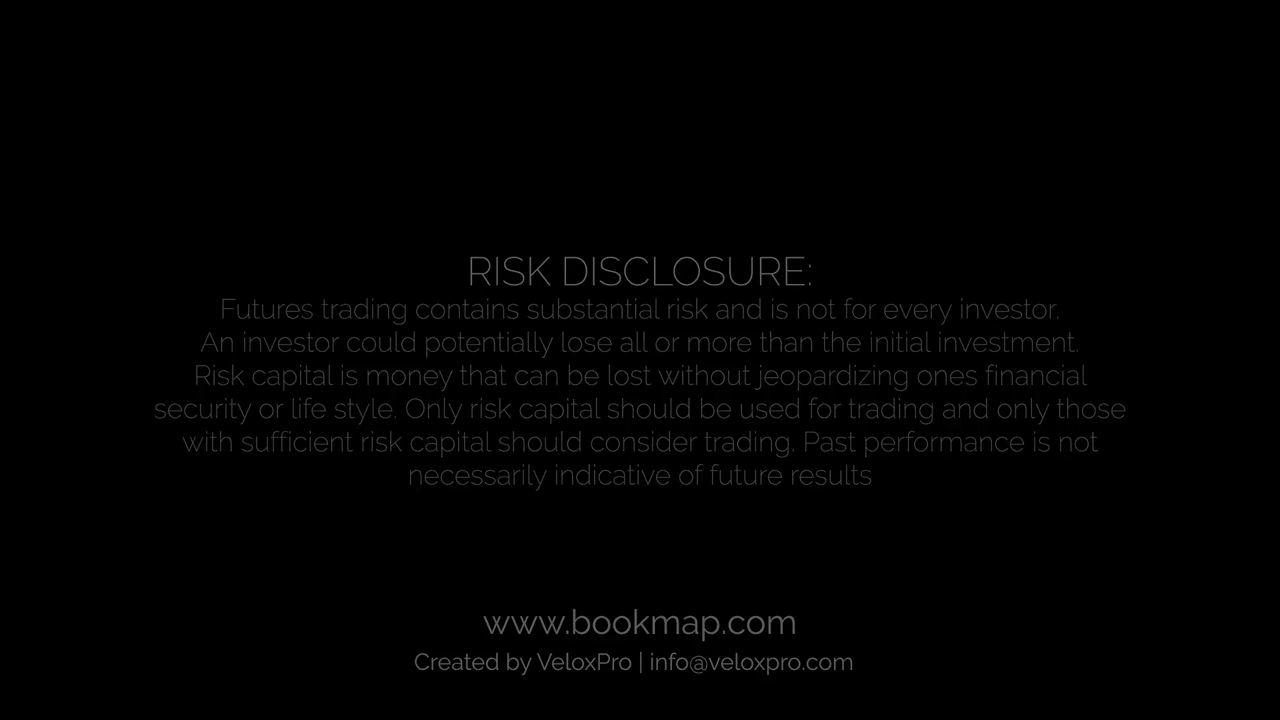 RISK DISCLOSURE:
Futures trading contains substantial risk and is not for every investor.
An investor could potentially lose all or more than the initial investment.
Risk capital is money that can be lost without jeopardizing ones financial
security or life style. Only risk capital should be used for trading and only those
with sufficient risk capital should consider trading. Past performance is not
necessarily indicative of future results
www.bookmap.com
Created by VeloxPro | info@veloxpro.com